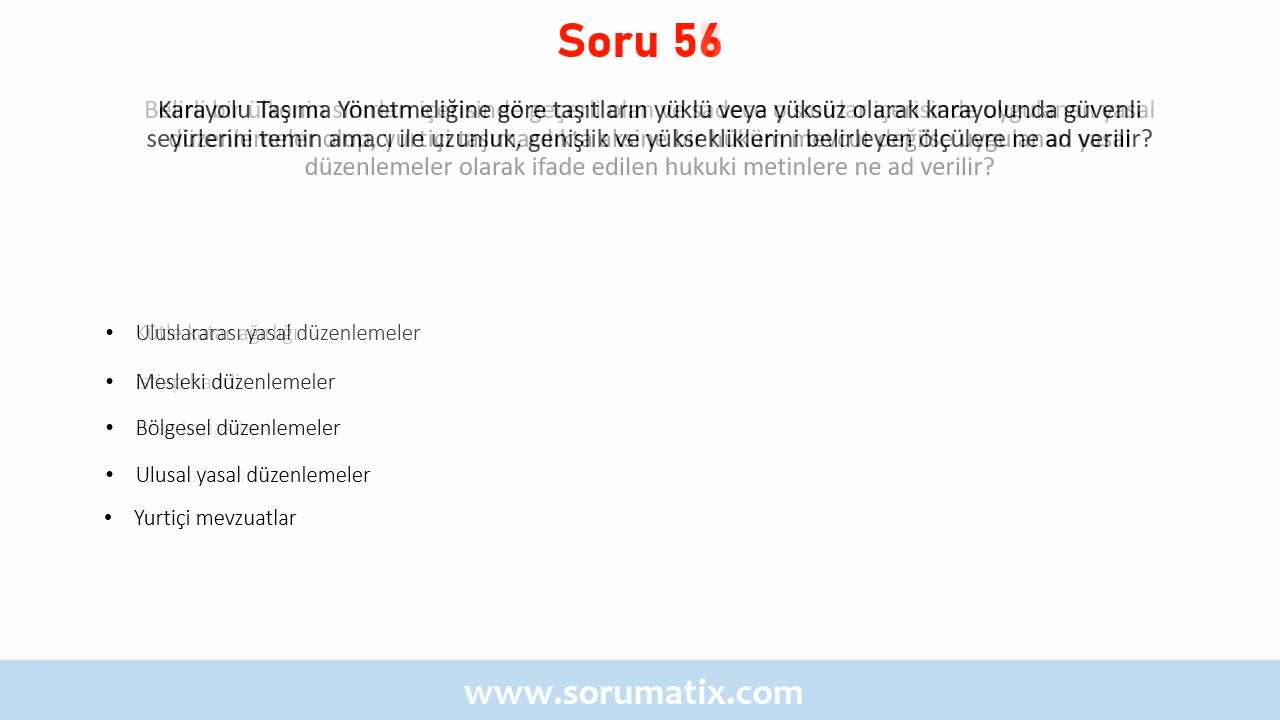 Soru 56
Karayolu Taşıma Yönetmeliğine göre taşıtların yüklü veya yüksüz olarak karayolunda güvenli
seyirlerini temin amacı ile uzunluk, genişlik ve yüksekliklerini belirleyen ölçülere ne ad verilir?
düzenlemeler olarak ifade edilen hukuki metinlere ne ad verilir?
• Uluslararası yasal düzenlemeler
• Mesleki düzenlemeler
• Bölgesel düzenlemeler
• Ulusal yasal düzenlemeler
• Yurtiçi mevzuatlar
www.sorumatix.com